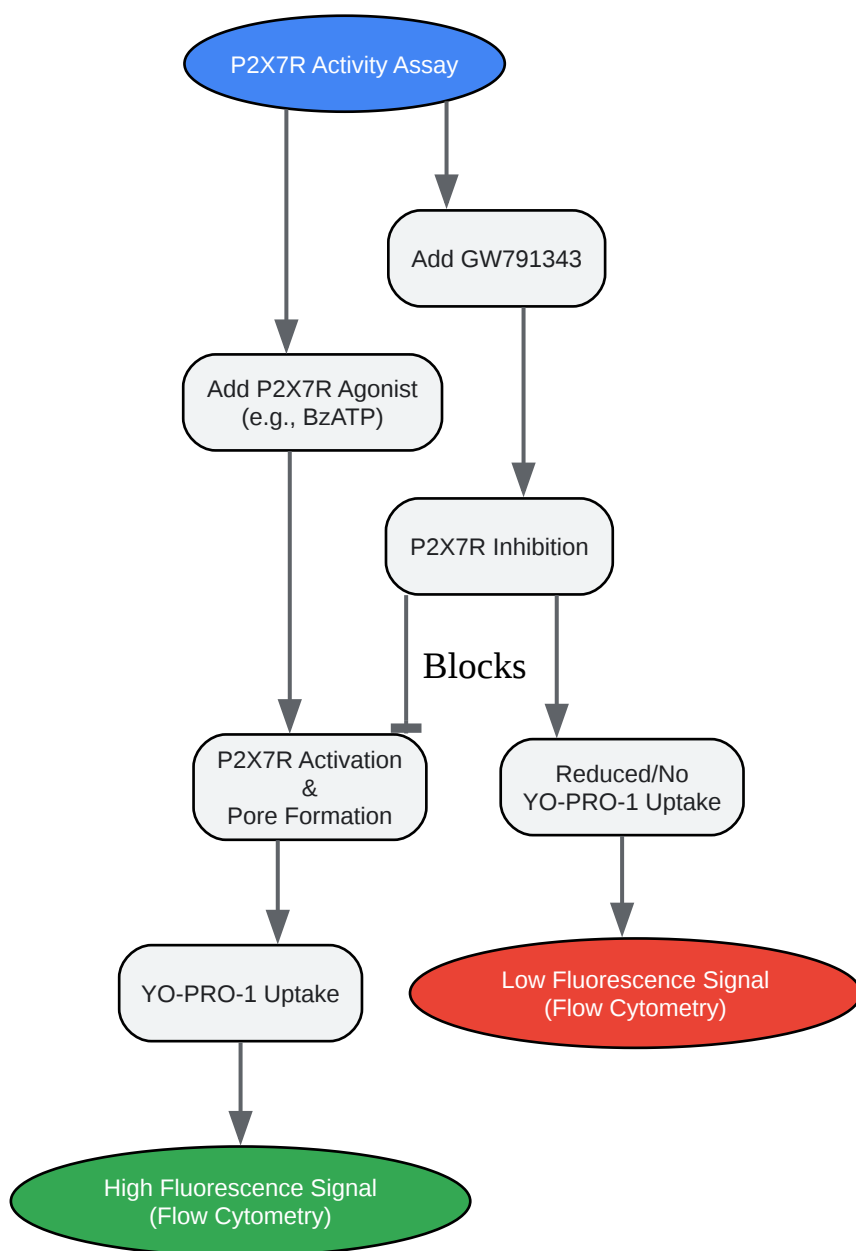 P2X7R Activity Assay
Add GW791343
Add P2X7R Agonist
(e.g., BzATP)
P2X7R Inhibition
Blocks
P2X7R Activation
&
Pore Formation
Reduced/No
YO-PRO-1 Uptake
YO-PRO-1 Uptake
Low Fluorescence Signal
(Flow Cytometry)
High Fluorescence Signal
(Flow Cytometry)